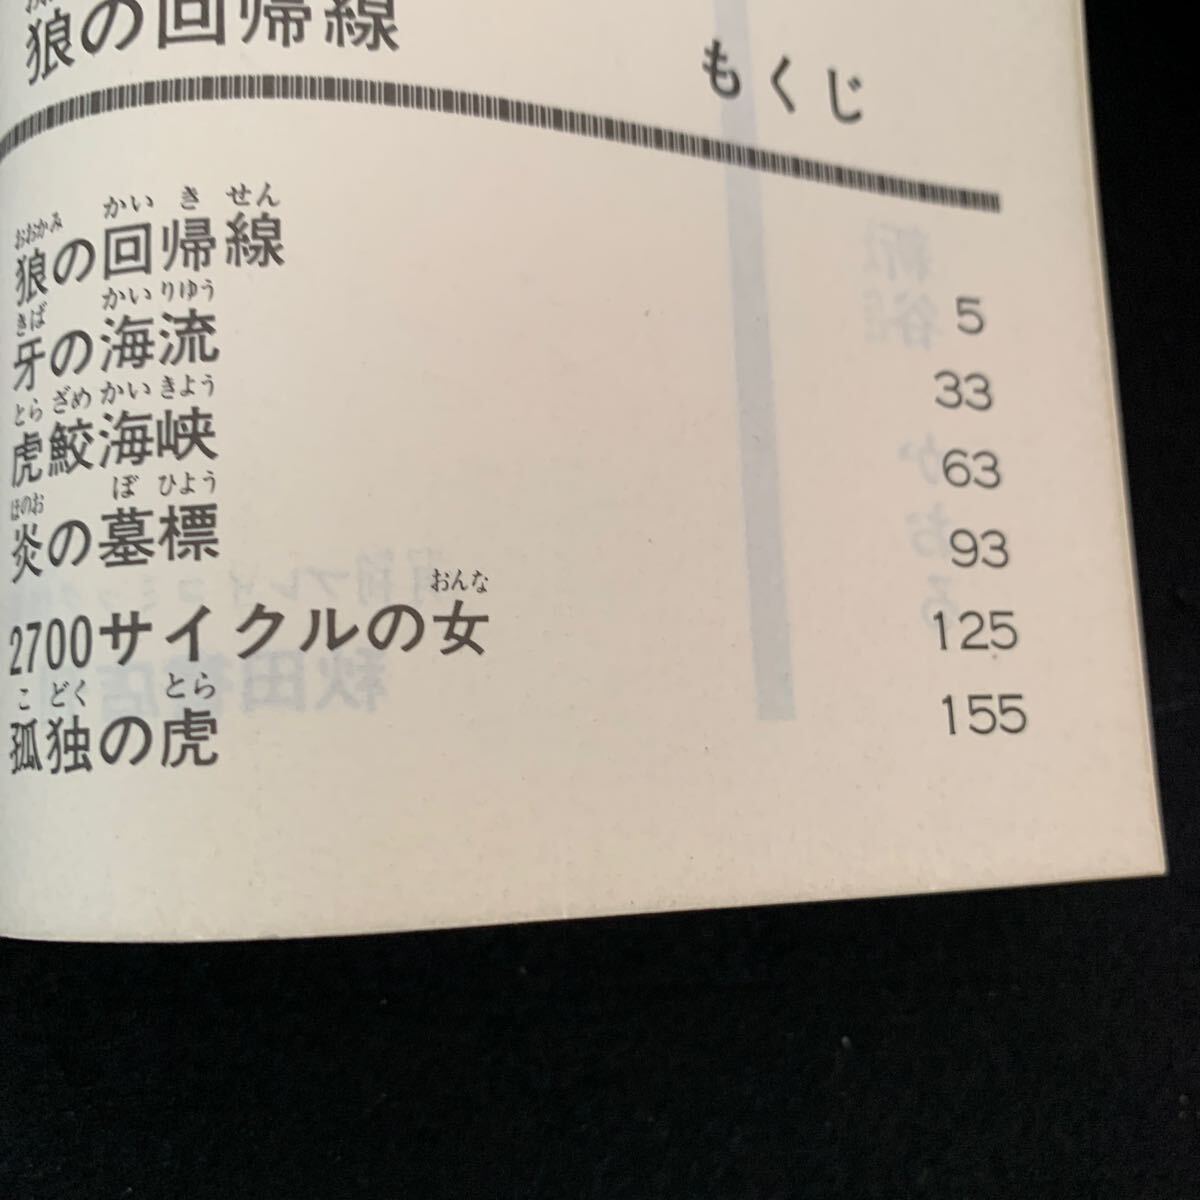 狼の回帰線
もくじ
おおかみ かい き せん
狼の回帰線 5
きば かい りゆう
牙の海流 33
とら ざめ かい きよう
虎鮫海峡 63
ほのお ぼ ひよう
炎の墓標 93
おんな
2700サイクルの女 125
こ どく とら
孤独の虎 155